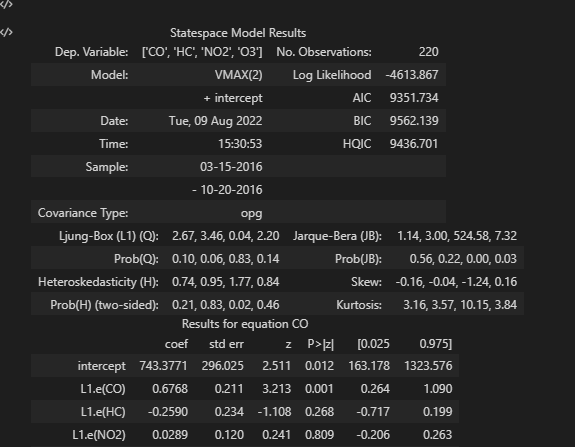 </>
</>
Statespace Model Results
Dep. Variable: ['CO', 'HC', 'NO2', 'O3'] No. Observations: 220
Model: VMAX(2) Log Likelihood -4613.867
+ intercept AIC 9351.734
Date: Tue, 09 Aug 2022 BIC 9562.139
Time: 15:30:53 HQIC 9436.701
Sample: 03-15-2016
- 10-20-2016
Covariance Type: opg
Ljung-Box (L1) (Q): 2.67, 3.46, 0.04, 2.20 Jarque-Bera (JB): 1.14, 3.00, 524.58, 7.32
Prob(Q): 0.10, 0.06, 0.83, 0.14 Prob(JB): 0.56, 0.22, 0.00, 0.03
Heteroskedasticity (H): 0.74, 0.95, 1.77, 0.84 Skew: -0.16, -0.04, -1.24, 0.16
Prob(H) (two-sided): 0.21, 0.83, 0.02, 0.46 Kurtosis: 3.16, 3.57, 10.15, 3.84
Results for equation CO
coef std err z P>|z| [0.025 0.975]
intercept 743.3771 296.025 2.511 0.012 163.178 1323.576
L1.e(CO) 0.6768 0.211 3.213 0.001 0.264 1.090
L1.e(HC) -0.2590 0.234 -1.108 0.268 -0.717 0.199
L1.e(NO2) 0.0289 0.120 0.241 0.809 -0.206 0.263